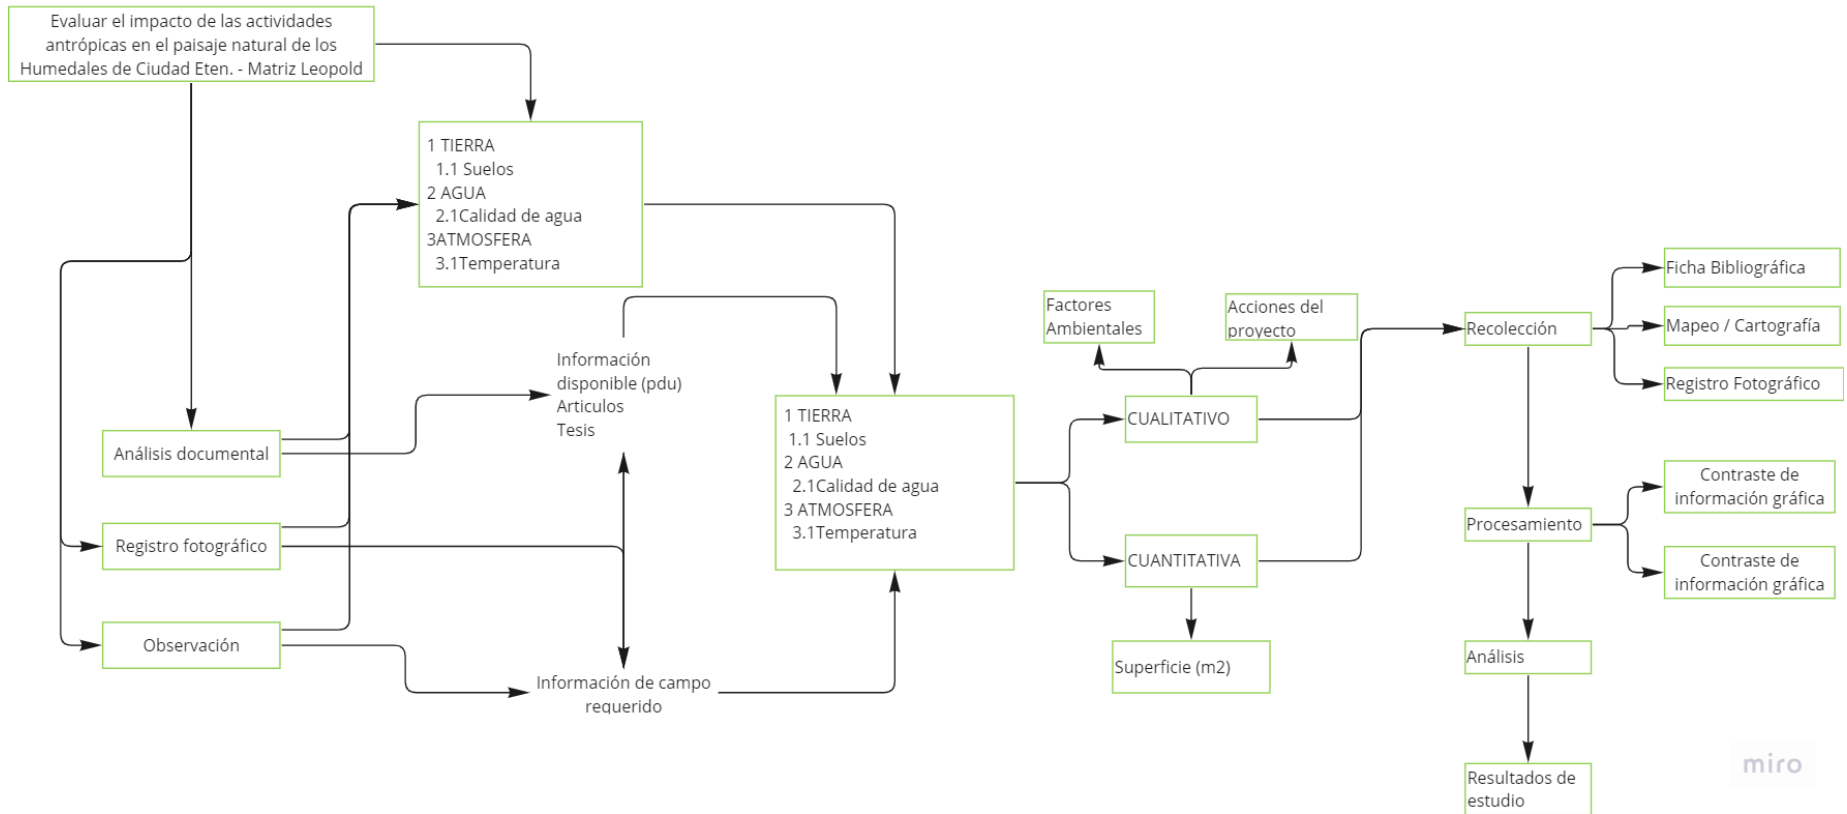 Evaluar el impacto de las actividades
antrópicas en el paisaje natural de los
Humedales de Ciudad Eten. - Matriz Leopold
1 TIERRA
1.1 Suelos
2 AGUA
2.1Calidad de agua
3ATMOSFERA
3.1Temperatura
Información
disponible (pdu)
Articulos
Tesis
Análisis documental
Registro fotográfico
Observación
Información de campo
requerido
1 TIERRA
1.1 Suelos
2 AGUA
2.1Calidad de agua
3 ATMOSFERA
3.1Temperatura
Factores
Ambientales
Acciones del
proyecto
CUALITATIVO
CUANTITATIVA
Superficie (m2)
Recolección
Ficha Bibliográfica
Mapeo / Cartografía
Registro Fotográfico
Procesamiento
Contraste de
información gráfica
Contraste de
información gráfica
Análisis
Resultados de
estudio
miro